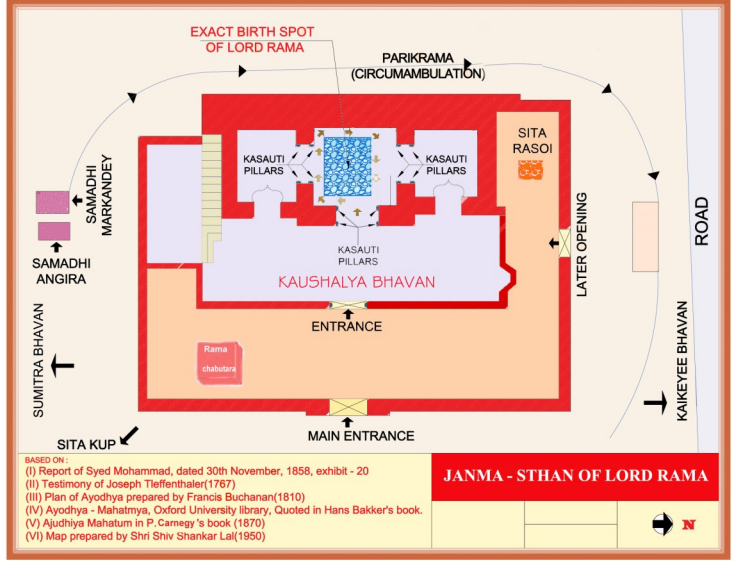 EXACT BIRTH SPOT
OF LORD RAMA
PARIKRAMA
(CIRCUMAMBULATION)
SITA
RASOI
KASAUTI
PILLARS
KASAUTI
PILLARS
SAMADHI
MARKANDEY
SAMADHI
ANGIRA
KASAUTI
PILLARS
KAUSHALYA BHAVAN
LATER OPENING
ROAD
ENTRANCE
Rama
chabutara
SUMITRA BHAVAN
KAIKEYEE BHAVAN
SITA KUP
MAIN ENTRANCE
BASED ON :
(I) Report of Syed Mohammad, dated 30th November, 1858, exhibit - 20
(II) Testimony of Joseph Tleffenthaler(1767)
(III) Plan of Ayodhya prepared by Francis Buchanan(1810)
(IV) Ayodhya - Mahatmya, Oxford University library, Quoted in Hans Bakker's book.
(V) Ajudhiya Mahatum in P.Carnegy's book (1870)
(VI) Map prepared by Shri Shiv Shankar Lal(1950)
JANMA - STHAN OF LORD RAMA
N